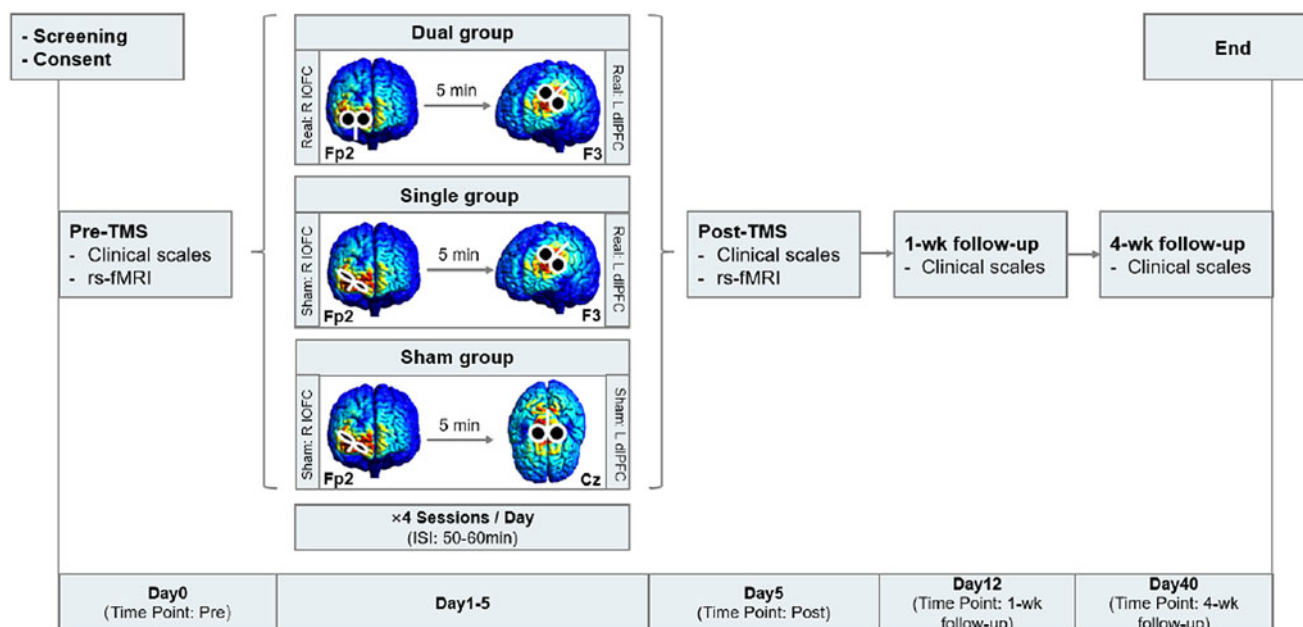 - Screening
- Consent
Dual group
End
Real: R lOFC
5 min
Real: L dlPFC
Fp2
F3
Single group
Pre-TMS
- Clinical scales
- rs-fMRI
Sham: R lOFC
5 min
Real: L dlPFC
Fp2
F3
Post-TMS
- Clinical scales
- rs-fMRI
1-wk follow-up
- Clinical scales
4-wk follow-up
- Clinical scales
Sham group
Sham: R lOFC
5 min
Sham: L dlPFC
Fp2
Cz
×4 Sessions / Day
(ISI: 50-60min)
Day0
(Time Point: Pre)
Day1-5
Day5
(Time Point: Post)
Day12
(Time Point: 1-wk
follow-up)
Day40
(Time Point: 4-wk
follow-up)